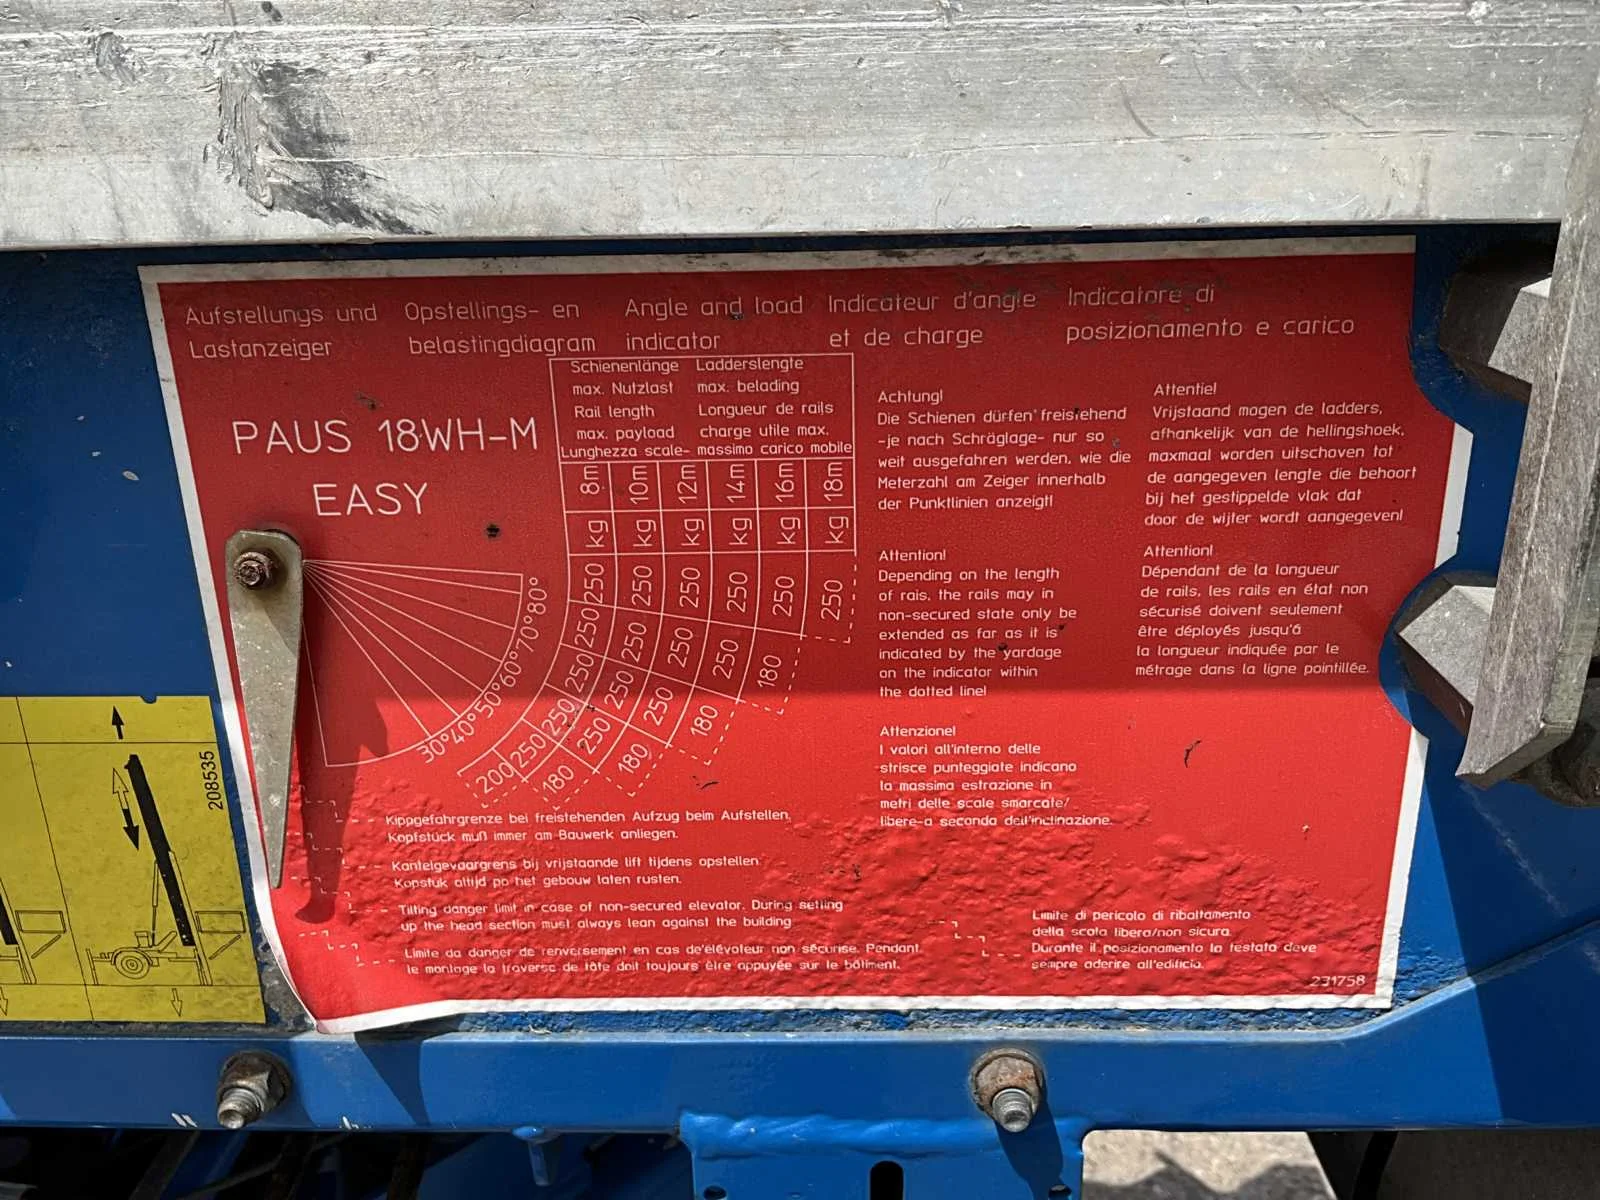 Aufstellungs und
Lastanzeiger
Opstellings- en
belastingdiagram
Angle and load
indicator
Indicateur d'angle
et de charge
Indicatore di
posizionamento e carico
PAUS 18WH-M
EASY
Schienenlänge Ladderslengte
max. Nutzlast max. belading
Rail length Longueur de rails
max. payload charge utile max.
Lunghezza scale- massimo carico mobile
8m 10m 12m 14m 16m 18m
kg kg kg kg kg kg
250 250 250 250 250 250
250 250 250 250 180
250 250 250 180
250 250 180
250 180
200
30° 40° 50° 60° 70° 80°
Achtung!
Die Schienen dürfen freistehend
-je nach Schräglage- nur so
weit ausgefahren werden, wie die
Meterzahl am Zeiger innerhalb
der Punktlinien anzeigt!
Attentie!
Vrijstaand mogen de ladders,
afhankelijk van de hellingshoek,
maxmaal worden uitschoven tot
de aangegeven lengte die behoort
bij het gestippelde vlak dat
door de wijter wordt aangegeven!
Attention!
Depending on the length
of rais, the rails may in
non-secured state only be
extended as far as it is
indicated by the yardage
on the indicator within
the dotted line!
Attention!
Dépendant de la longueur
de rails, les rails en état non
sécurisé doivent seulement
être déployés jusqu'á
la longueur indiquée par le
métrage dans la ligne pointillée.
Attenzione!
I valori all'interno delle
strisce punteggiate indicano
la massima estrazione in
metri delle scale smarcate/
libere-a seconda dell'inclinazione.
Kippgefahrgrenze bei freistehenden Aufzug beim Aufstellen.
Kopfstück muß immer am Bauwerk anliegen.
Kantelgevaargrens bij vrijstaande lift tijdens opstellen
Kopstuk altijd po het gebouw laten rusten.
Tilting danger limit in case of non-secured elevator. During setting
up the head section must always lean against the building
Limite da danger de renversement en cas de'élévateur non sécurise. Pendant
le montage la traverse de tâte doit toujours être appuyée sur le bâtiment.
Limite di pericolo di ribaltamento
della scala libera/non sicura.
Durante il posizionamento la testata deve
sempre aderire all'edificio.
231758
208535